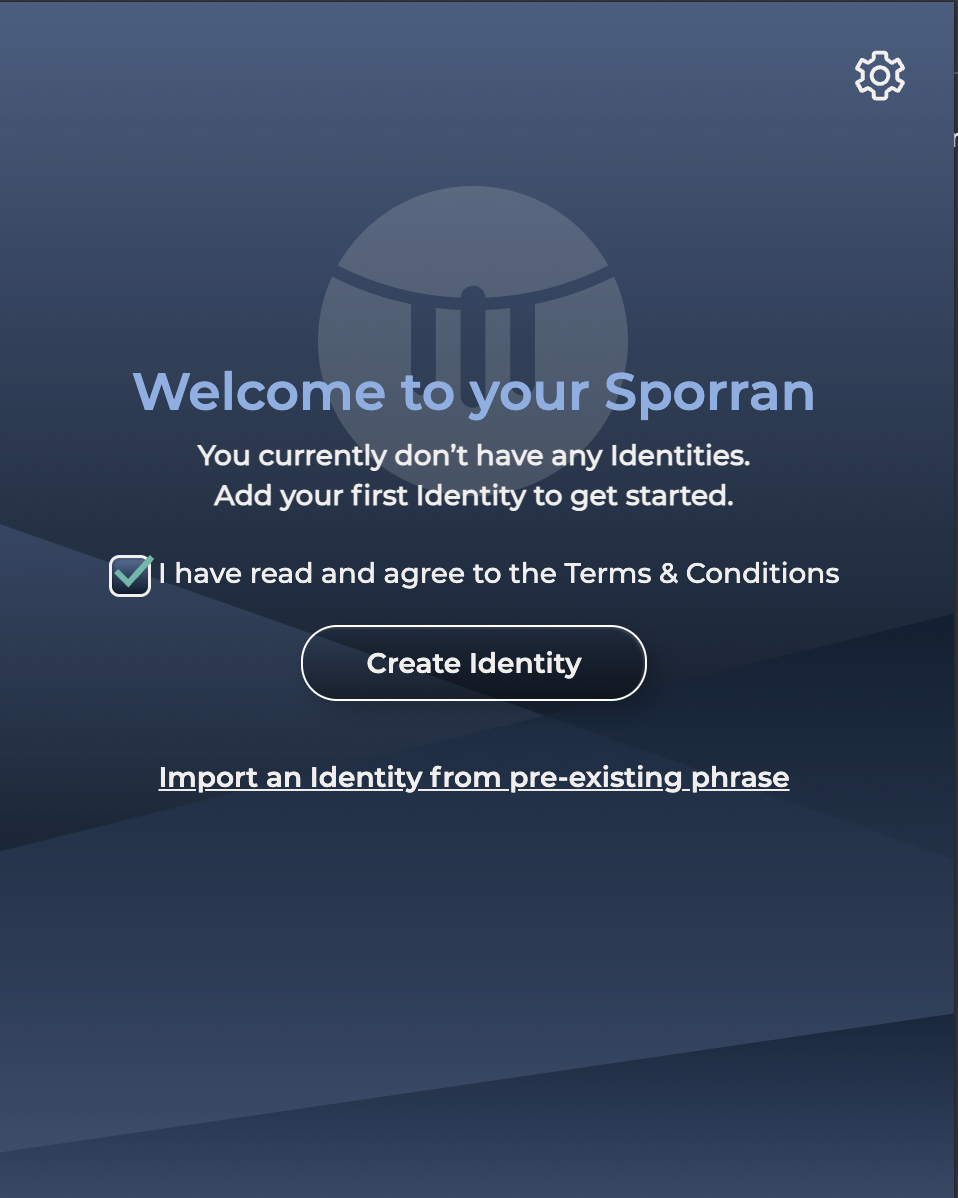 Welcome to your Sporran
You currently don’t have any Identities.
Add your first Identity to get started.
I have read and agree to the Terms & Conditions
Create Identity
Import an Identity from pre-existing phrase